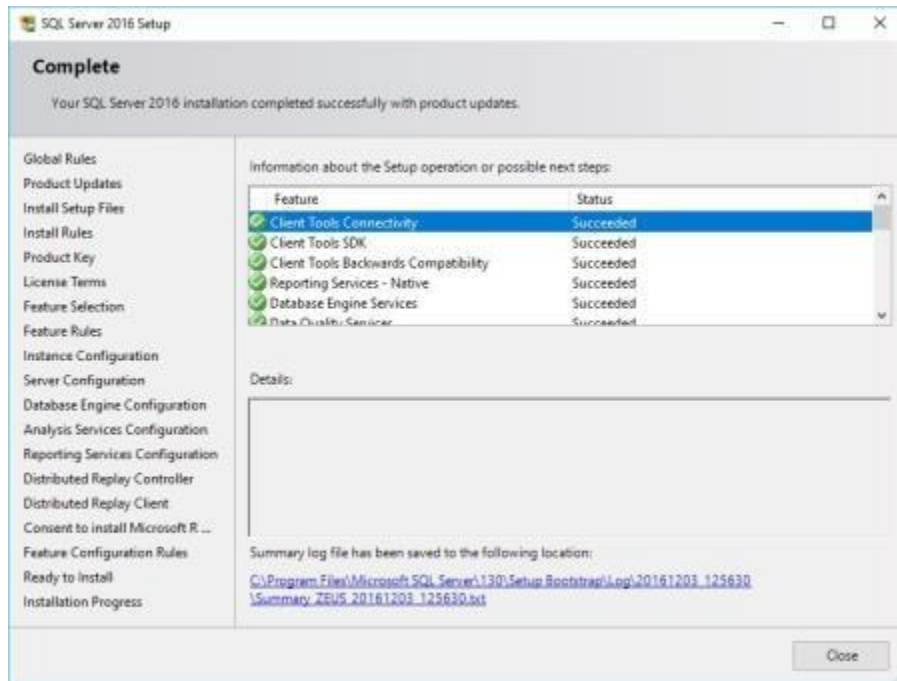 SQL Server 2016 Setup
Complete
Your SQL Server 2016 installation completed successfully with product updates.
Global Rules
Product Updates
Install Setup Files
Install Rules
Product Key
License Terms
Feature Selection
Feature Rules
Instance Configuration
Server Configuration
Database Engine Configuration
Analysis Services Configuration
Reporting Services Configuration
Distributed Replay Controller
Distributed Replay Client
Consent to install Microsoft R ...
Feature Configuration Rules
Ready to Install
Installation Progress
Information about the Setup operation or possible next steps:
Feature Status
Client Tools Connectivity Succeeded
Client Tools SDK Succeeded
Client Tools Backwards Compatibility Succeeded
Reporting Services - Native Succeeded
Database Engine Services Succeeded
Data Quality Services Succeeded
Details:
Summary log file has been saved to the following location:
C:\Program Files\Microsoft SQL Server\130\Setup Bootstrap\Log\20161203_125630
\Summary_ZEUS_20161203_125630.txt
Close